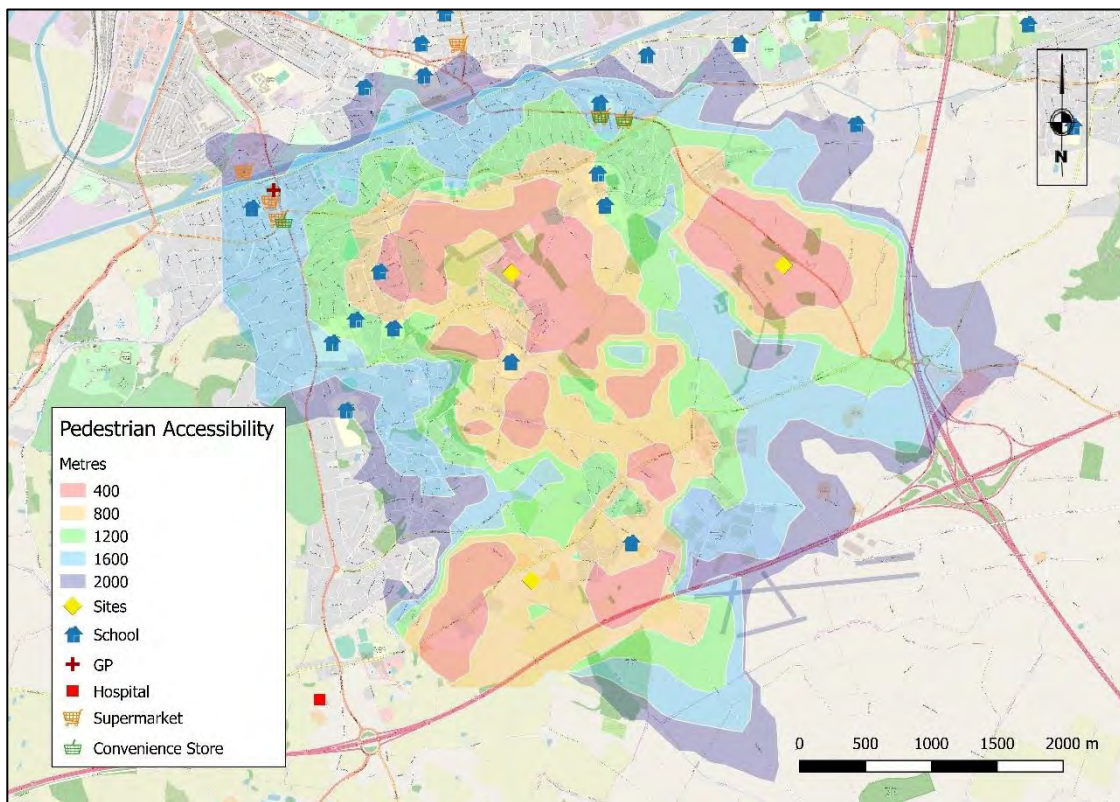 N
Pedestrian Accessibility
Metres
400
800
1200
1600
2000
Sites
School
GP
Hospital
Supermarket
Convenience Store
0 500 1000 1500 2000 m